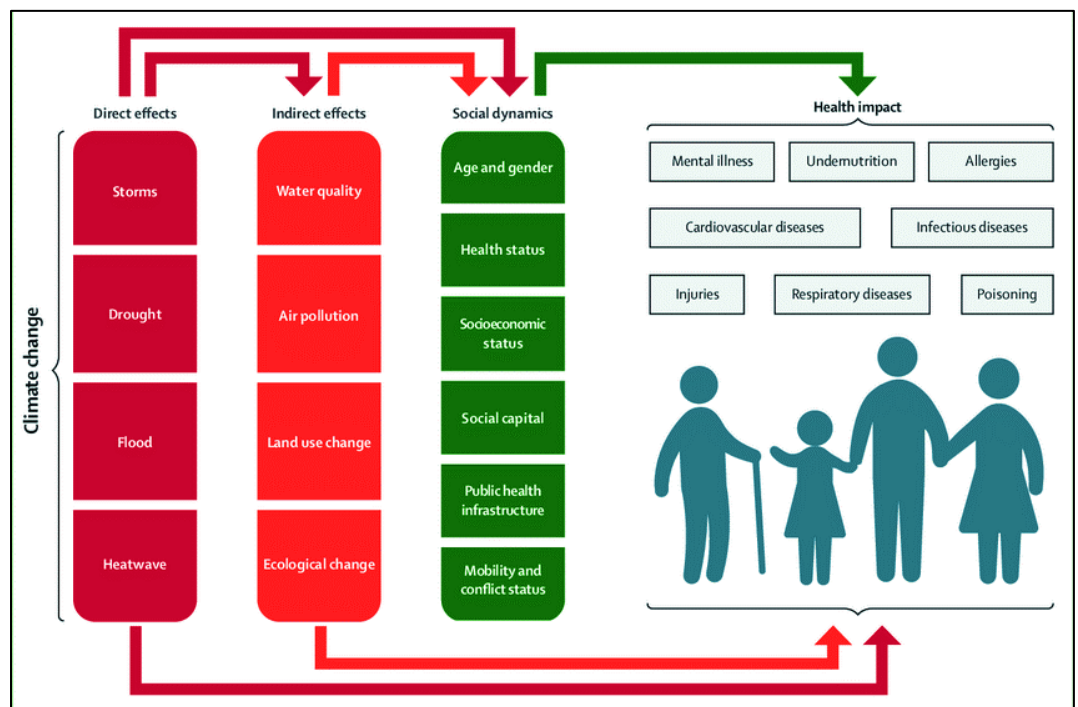 Direct effects
Indirect effects
Social dynamics
Health impact
Climate change
Storms
Drought
Flood
Heatwave
Water quality
Air pollution
Land use change
Ecological change
Age and gender
Health status
Socioeconomic
status
Social capital
Public health
infrastructure
Mobility and
conflict status
Mental illness
Undernutrition
Allergies
Cardiovascular diseases
Infectious diseases
Injuries
Respiratory diseases
Poisoning